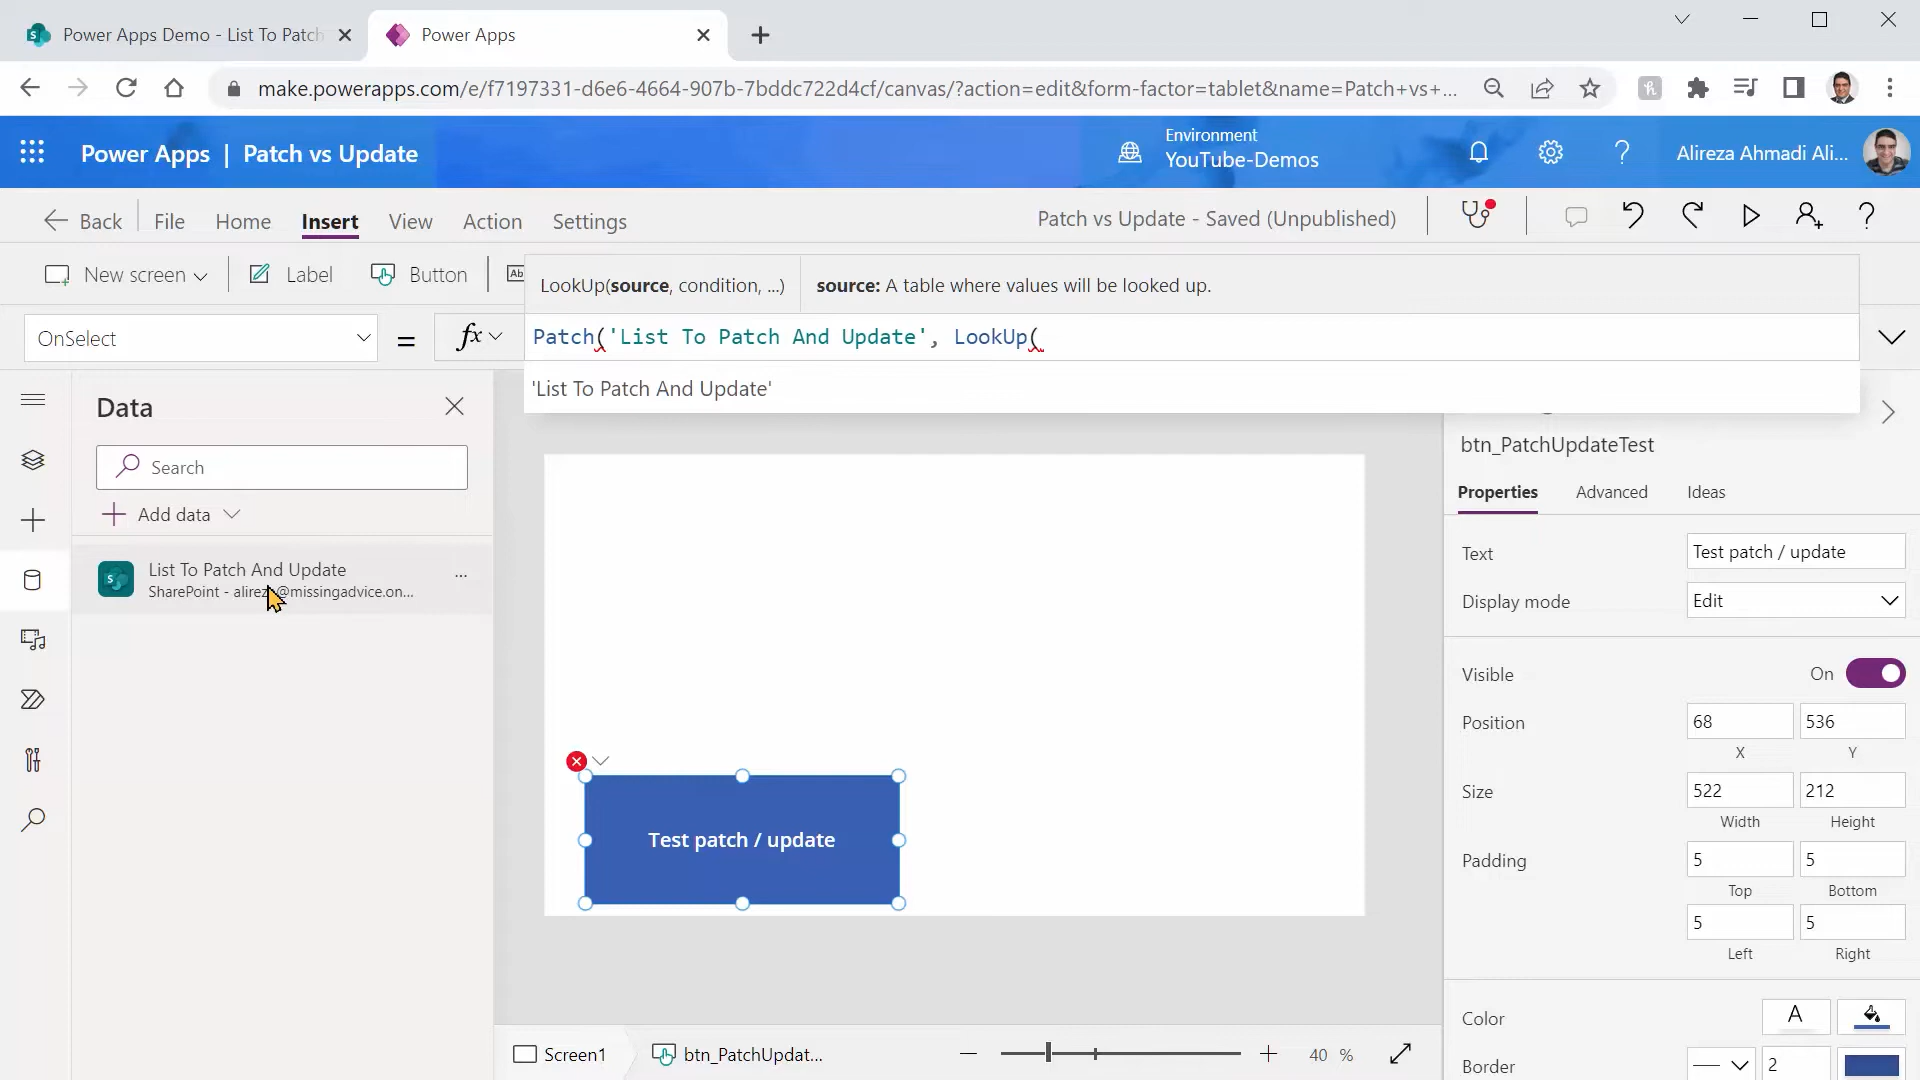 Power Apps Demo - List To Patch
Power Apps
make.powerapps.com/e/f7197331-d6e6-4664-907b-7bddc722d4cf/canvas/?action=edit&form-factor=tablet&name=Patch+vs+...
Power Apps | Patch vs Update
Environment
YouTube-Demos
Alireza Ahmadi Ali...
Back
File
Home
Insert
View
Action
Settings
Patch vs Update - Saved (Unpublished)
New screen
Label
Button
Ab
LookUp(source, condition, ...)
source: A table where values will be looked up.
OnSelect
=
fx
Patch('List To Patch And Update', LookUp(
'List To Patch And Update'
Data
Search
Add data
List To Patch And Update
SharePoint - alireza@missingadvice.on...
btn_PatchUpdateTest
Properties
Advanced
Ideas
Text
Test patch / update
Display mode
Edit
Visible
On
Position
68
536
X
Y
Size
522
212
Width
Height
Padding
5
5
Top
Bottom
5
5
Left
Right
Color
A
Border
2
Test patch / update
Screen1
btn_PatchUpdat...
40 %